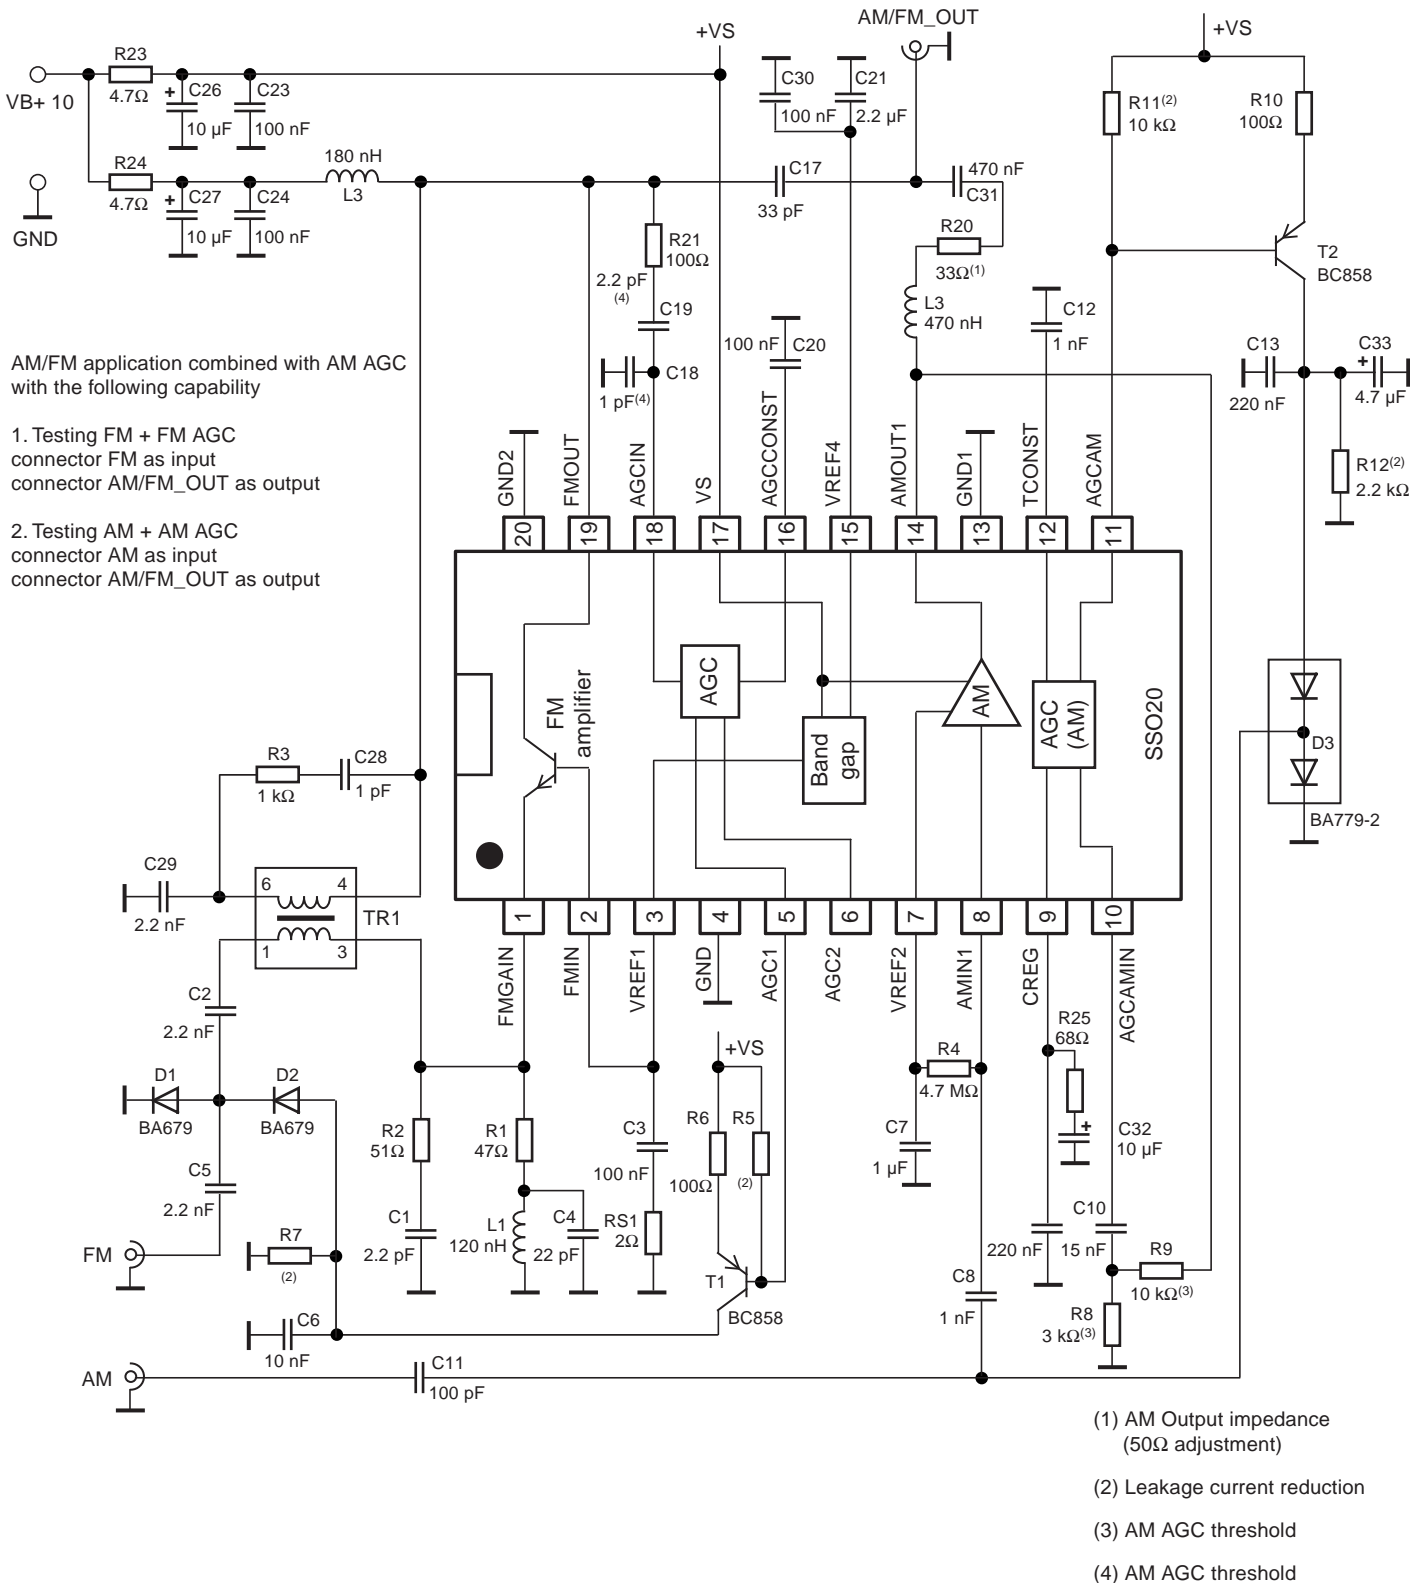 AM/FM_OUT
+VS
+VS
R23
4.7Ω
VB+ 10
+
C26
10 µF
C23
100 nF
C30
100 nF
C21
2.2 µF
R11(2)
10 kΩ
R10
100Ω
R24
4.7Ω
GND
+
C27
10 µF
C24
100 nF
180 nH
L3
C17
33 pF
470 nF
C31
R20
33Ω(1)
R21
100Ω
2.2 pF
(4)
C19
L3
470 nH
C12
1 nF
T2
BC858
100 nF
C20
C18
1 pF(4)
C13
220 nF
C33
+
4.7 µF
R12(2)
2.2 kΩ
AM/FM application combined with AM AGC
with the following capability
1. Testing FM + FM AGC
connector FM as input
connector AM/FM_OUT as output
2. Testing AM + AM AGC
connector AM as input
connector AM/FM_OUT as output
GND2
FMOUT
AGCIN
VS
AGCCONST
VREF4
AMOUT1
GND1
TCONST
AGCAM
20
19
18
17
16
15
14
13
12
11
FM
amplifier
AGC
Band
gap
AM
AGC
(AM)
SSO20
D3
BA779-2
R3
1 kΩ
C28
1 pF
C29
2.2 nF
6
4
TR1
1
3
1
2
3
4
5
6
7
8
9
10
FMGAIN
FMIN
VREF1
GND
AGC1
AGC2
VREF2
AMIN1
CREG
AGCAMIN
C2
2.2 nF
D1
BA679
D2
BA679
C5
2.2 nF
FM
R7
(2)
C6
10 nF
AM
C11
100 pF
R2
51Ω
R1
47Ω
C1
2.2 pF
L1
120 nH
C4
22 pF
C3
100 nF
RS1
2Ω
+VS
R6
100Ω
R5
(2)
T1
BC858
R4
4.7 MΩ
C7
1 µF
C8
1 nF
R25
68Ω
+
C32
10 µF
220 nF
C10
15 nF
R9
10 kΩ(3)
R8
3 kΩ(3)
(1) AM Output impedance
(50Ω adjustment)
(2) Leakage current reduction
(3) AM AGC threshold
(4) AM AGC threshold